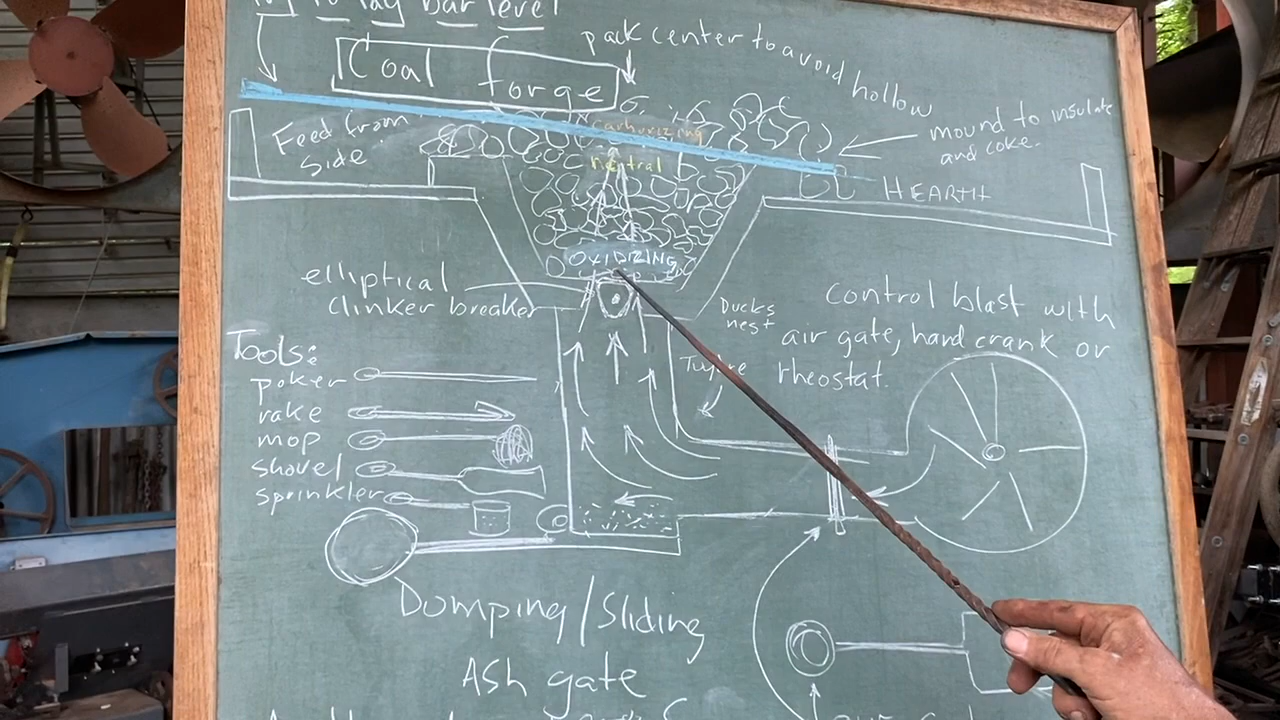 to lay bar level
Coal forge
pack center to avoid hollow
mound to insulate
and coke.
Feed from
side
carburizing
neutral
HEARTH
OXIDIZING
elliptical
clinker breaker
Ducks
nest
control blast with
air gate, hand crank or
rheostat.
Tuyere
Tools:
poker
rake
mop
shovel
sprinkler
Dumping/Sliding
Ash gate